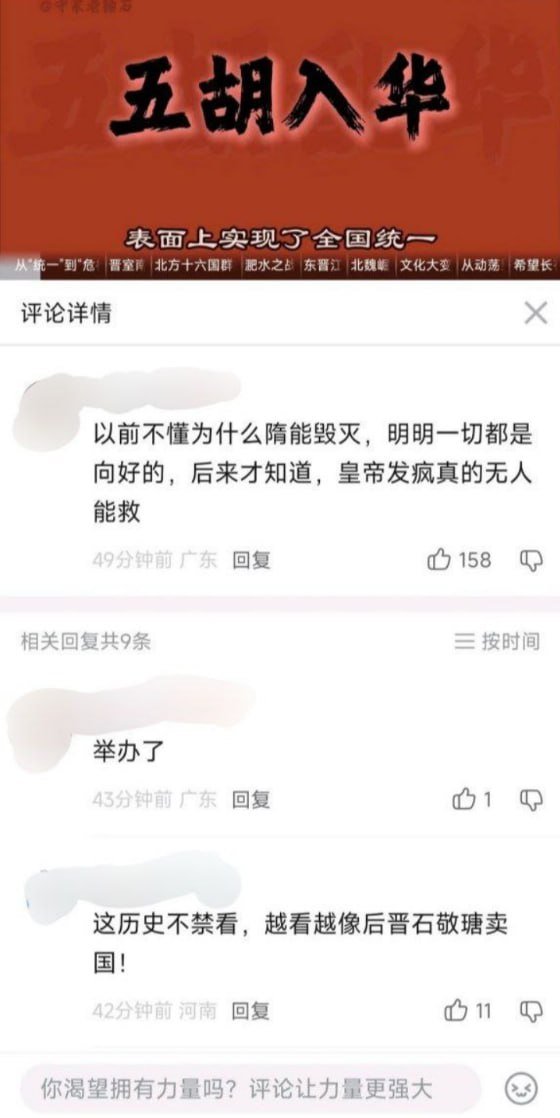 五胡入华
表面上实现了全国统一
从"统一"到"危 晋室南 北方十六国群 淝水之战 东晋江 北魏崛 文化大变 从动荡 希望长
评论详情
以前不懂为什么隋能毁灭，明明一切都是
向好的，后来才知道，皇帝发疯真的无人
能救
49分钟前 广东 回复 158
相关回复共9条 按时间
举办了
43分钟前 广东 回复 1
这历史不禁看，越看越像后晋石敬瑭卖
国！
42分钟前 河南 回复 11
你渴望拥有力量吗？评论让力量更强大